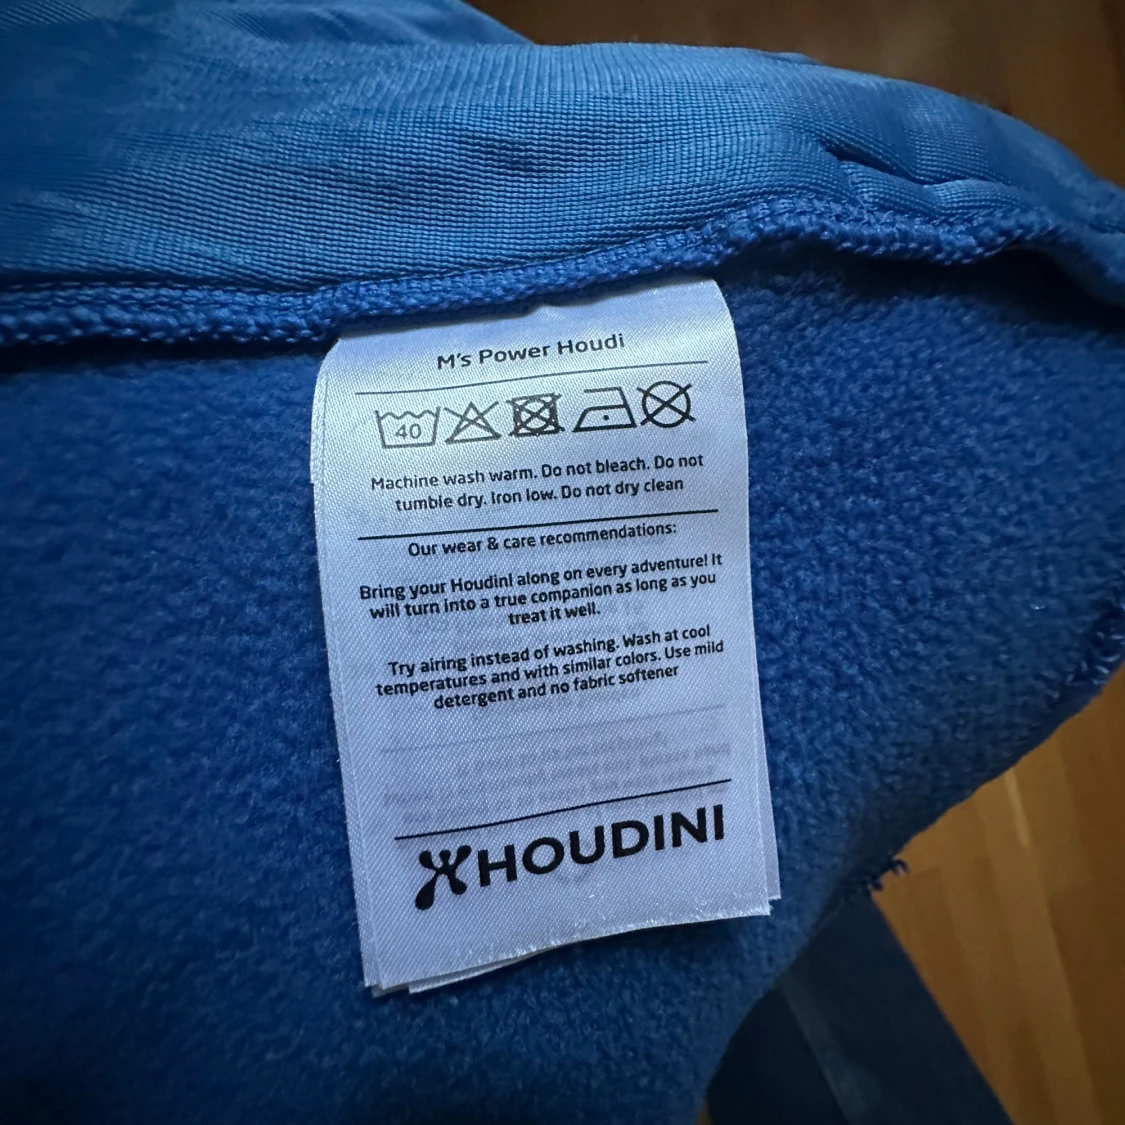 M's Power Houdi
40
Machine wash warm. Do not bleach. Do not
tumble dry. Iron low. Do not dry clean
Our wear & care recommendations:
Bring your Houdini along on every adventure! It
will turn into a true companion as long as you
treat it well.
Try airing instead of washing. Wash at cool
temperatures and with similar colors. Use mild
detergent and no fabric softener
HOUDINI